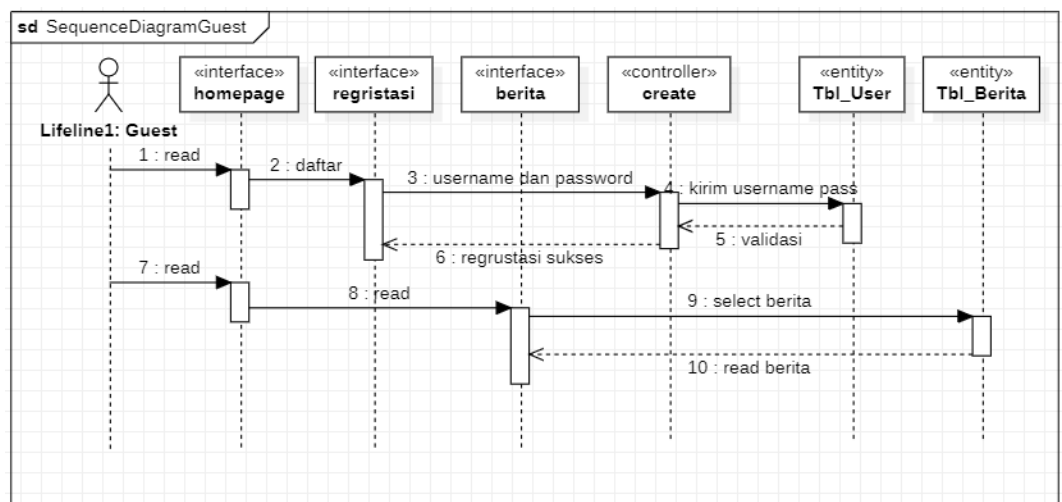 sd SequenceDiagramGuest
«interface»
homepage
«interface»
regristasi
«interface»
berita
«controller»
create
«entity»
Tbl_User
«entity»
Tbl_Berita
Lifeline1: Guest
1 : read
2 : daftar
3 : username dan password
4 : kirim username pass
5 : validasi
6 : regrustasi sukses
7 : read
8 : read
9 : select berita
10 : read berita